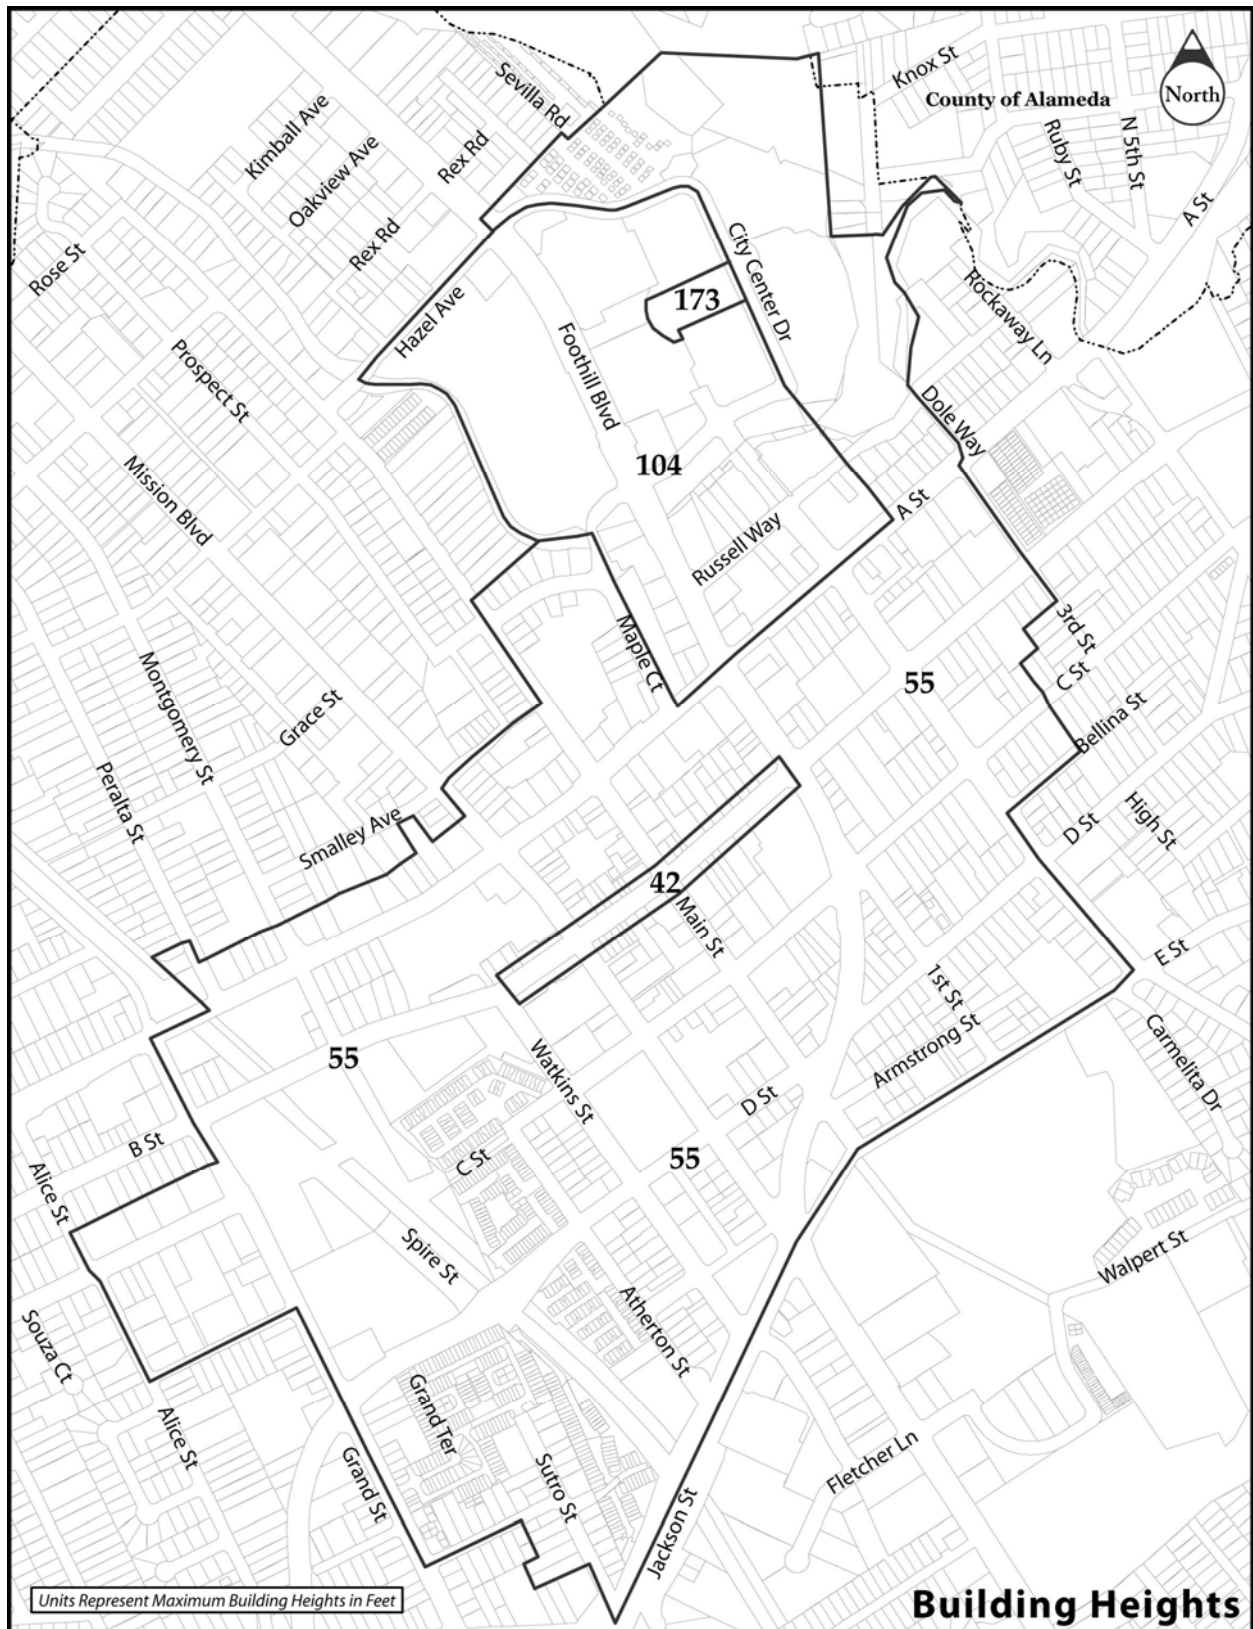 Knox St
North
County of Alameda
Sevilla Rd
Kimball Ave
Oakview Ave
Rex Rd
Ruby St
N 5th St
A St
Rex Rd
Rose St
City Center Dr
Rockaway Ln
173
Hazel Ave
Foothill Blvd
Prospect St
Dole Way
104
Mission Blvd
A St
Russell Way
3rd St
Maple Ct
C St
55
Montgomery St
Grace St
Bellina St
Peralta St
High St
D St
Smalley Ave
42
Main St
E St
1st St
Armstrong St
Carmelita Dr
55
Watkins St
D St
B St
C St
55
Alice St
Spire St
Walpert St
Atherton St
Souza Ct
Grand Ter
Alice St
Fletcher Ln
Grand St
Sutro St
Jackson St
Units Represent Maximum Building Heights in Feet
Building Heights